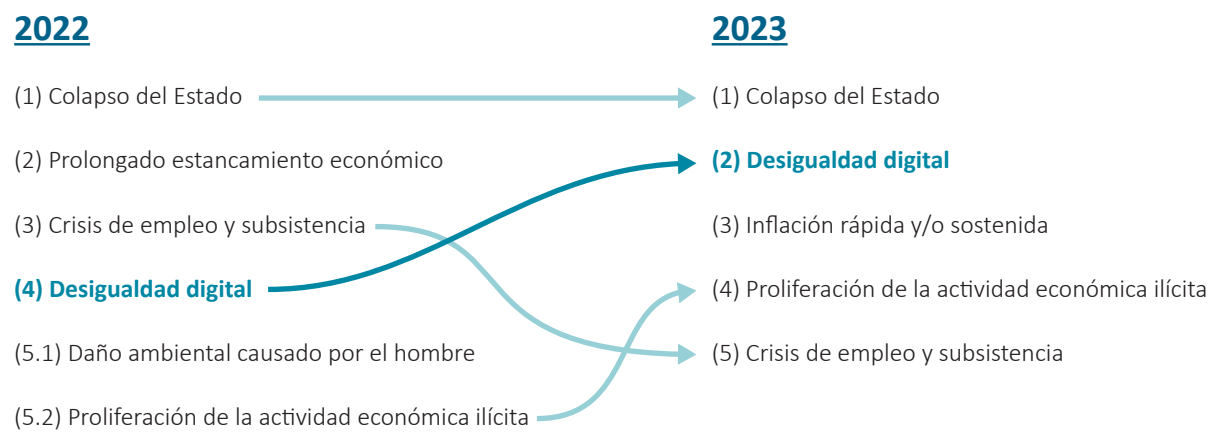 2022
(1) Colapso del Estado
(2) Prolongado estancamiento económico
(3) Crisis de empleo y subsistencia
(4) Desigualdad digital
(5.1) Daño ambiental causado por el hombre
(5.2) Proliferación de la actividad económica ilícita
2023
(1) Colapso del Estado
(2) Desigualdad digital
(3) Inflación rápida y/o sostenida
(4) Proliferación de la actividad económica ilícita
(5) Crisis de empleo y subsistencia